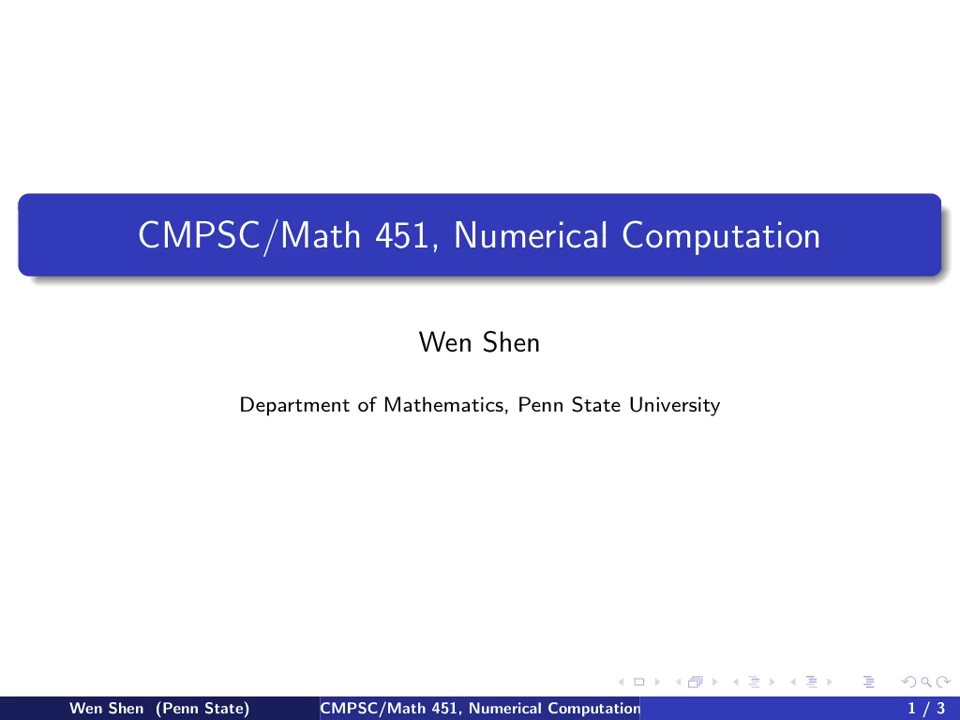 CMPSC/Math 451, Numerical Computation
Wen Shen
Department of Mathematics, Penn State University
Wen Shen (Penn State)
CMPSC/Math 451, Numerical Computation
1 / 3